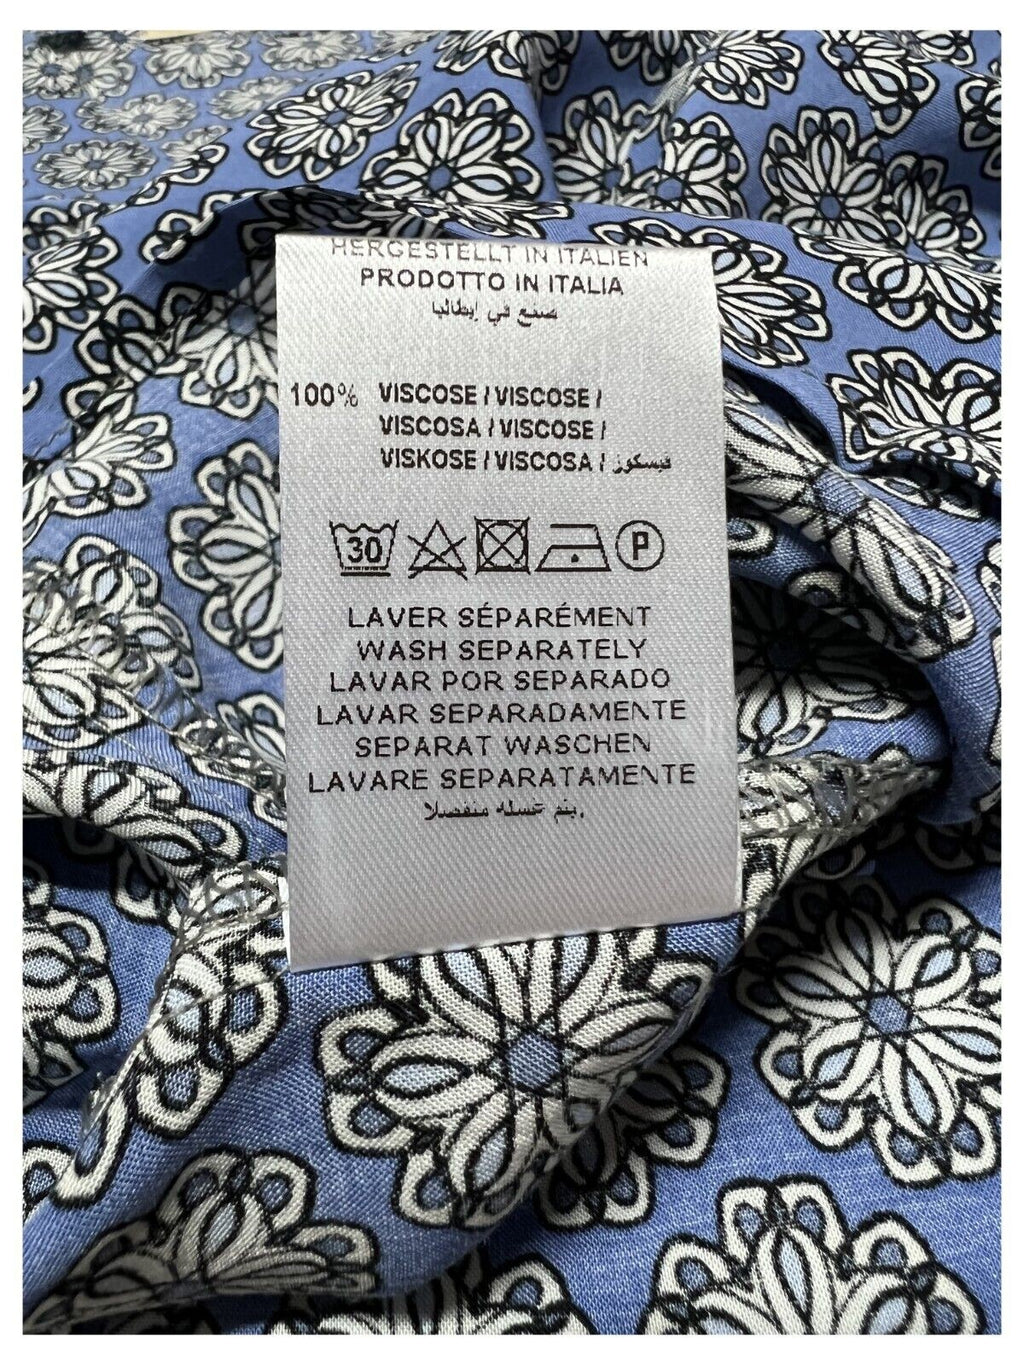 HERGESTELLT IN ITALIEN
PRODOTTO IN ITALIA
صنع في إيطاليا
100% VISCOSE / VISCOSE /
VISCOSA / VISCOSE /
VISKOSE / VISCOSA / فيسكوز
30 P
LAVER SÉPARÉMENT
WASH SEPARATELY
LAVAR POR SEPARADO
LAVAR SEPARADAMENTE
SEPARAT WASCHEN
LAVARE SEPARATAMENTE
يتم غسله منفصلا.